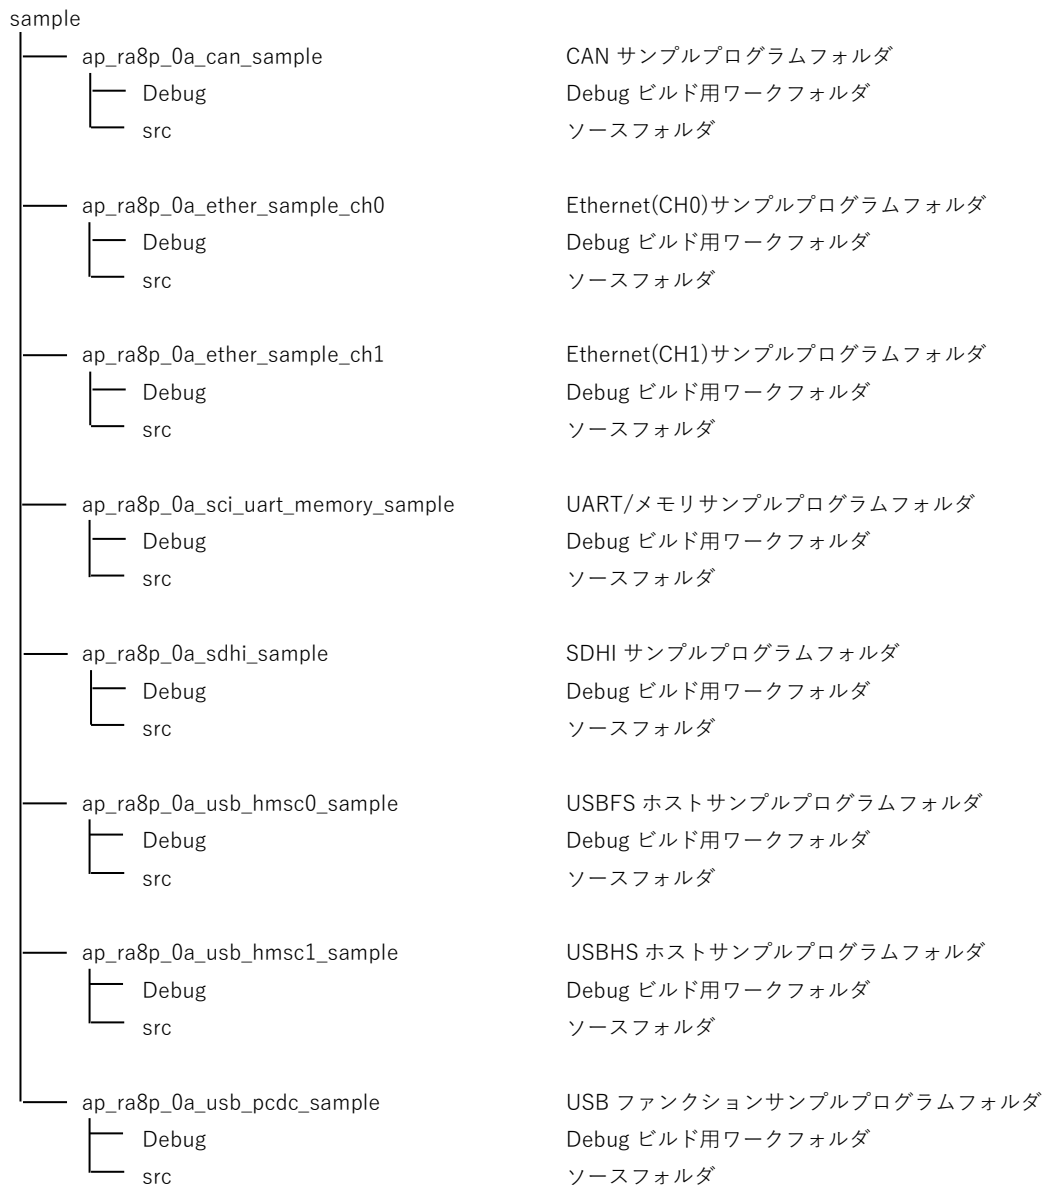 sample
ap_ra8p_0a_can_sample CAN サンプルプログラムフォルダ
Debug Debug ビルド用ワークフォルダ
src ソースフォルダ
ap_ra8p_0a_ether_sample_ch0 Ethernet(CH0)サンプルプログラムフォルダ
Debug Debug ビルド用ワークフォルダ
src ソースフォルダ
ap_ra8p_0a_ether_sample_ch1 Ethernet(CH1)サンプルプログラムフォルダ
Debug Debug ビルド用ワークフォルダ
src ソースフォルダ
ap_ra8p_0a_sci_uart_memory_sample UART/メモリサンプルプログラムフォルダ
Debug Debug ビルド用ワークフォルダ
src ソースフォルダ
ap_ra8p_0a_sdhi_sample SDHI サンプルプログラムフォルダ
Debug Debug ビルド用ワークフォルダ
src ソースフォルダ
ap_ra8p_0a_usb_hmsc0_sample USBFS ホストサンプルプログラムフォルダ
Debug Debug ビルド用ワークフォルダ
src ソースフォルダ
ap_ra8p_0a_usb_hmsc1_sample USBHS ホストサンプルプログラムフォルダ
Debug Debug ビルド用ワークフォルダ
src ソースフォルダ
ap_ra8p_0a_usb_pcdc_sample USB ファンクションサンプルプログラムフォルダ
Debug Debug ビルド用ワークフォルダ
src ソースフォルダ